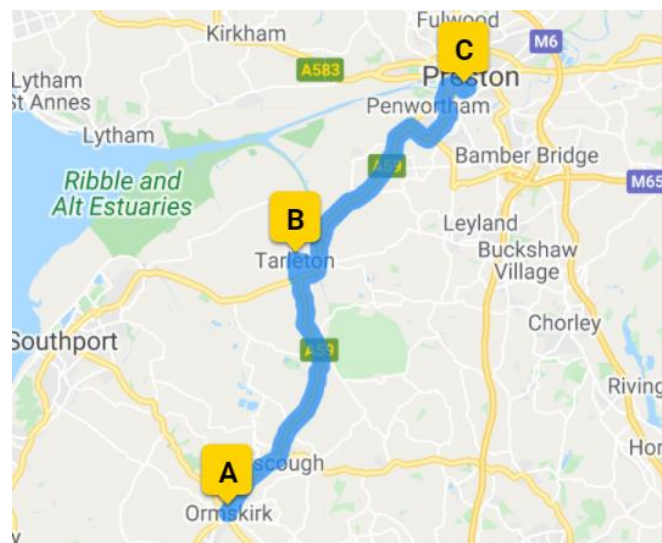 Fulwood
Kirkham
M6
C
A583
Preston
Lytham
St Annes
Penwortham
Lytham
Bamber Bridge
A59
M65
Ribble and
Alt Estuaries
B
Leyland
Tarleton
Buckshaw
Village
Chorley
Southport
A59
Riving
A
scough
Hor
Ormskirk